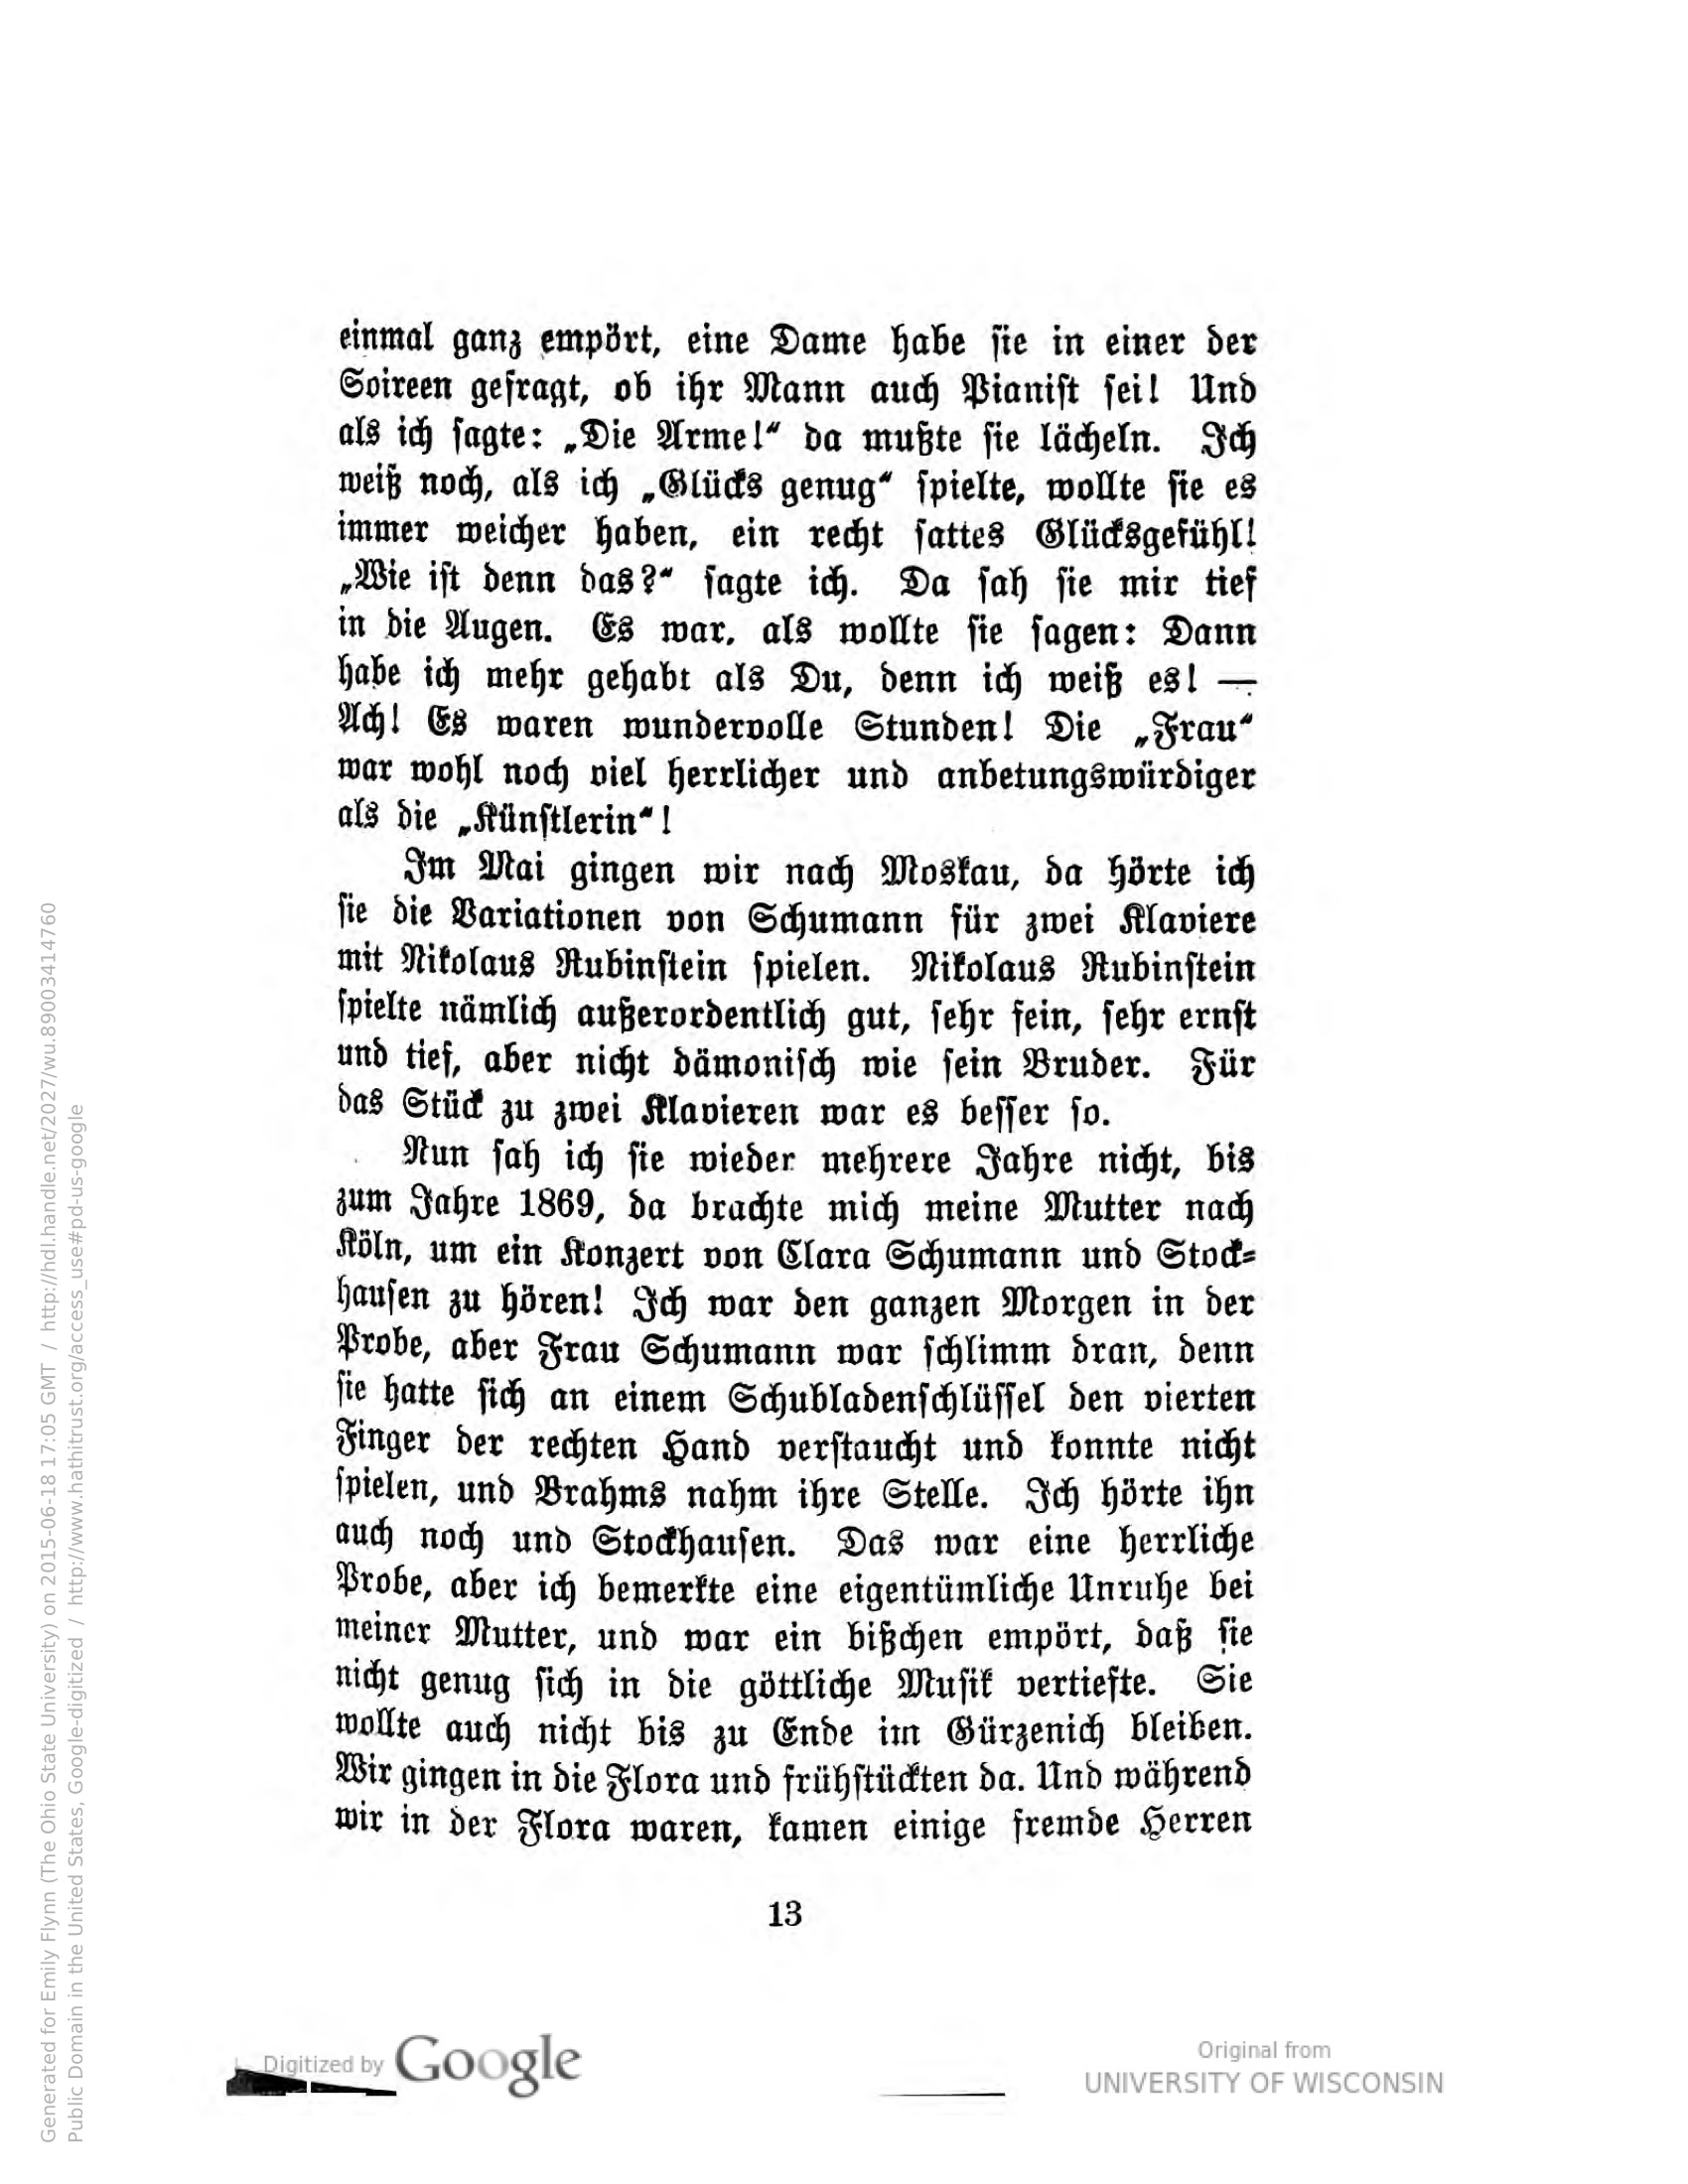 einmal ganz empört, eine Dame habe sie in einer der
Soireen gefragt, ob ihr Mann auch Pianist sei! Und
als ich sagte: „Die Arme!“ da mußte sie lächeln. Ich
weiß noch, als ich „Glücks genug“ spielte, wollte sie es
immer weicher haben, ein recht sattes Glücksgefühl!
„Wie ist denn das?“ sagte ich. Da sah sie mir tief
in die Augen. Es war, als wollte sie sagen: Dann
habe ich mehr gehabt als Du, denn ich weiß es! —
Ach! Es waren wundervolle Stunden! Die „Frau“
war wohl noch viel herrlicher und anbetungswürdiger
als die „Künstlerin“!
Im Mai gingen wir nach Moskau, da hörte ich
sie die Variationen von Schumann für zwei Klaviere
mit Nikolaus Rubinstein spielen. Nikolaus Rubinstein
spielte nämlich außerordentlich gut, sehr fein, sehr ernst
und tief, aber nicht dämonisch wie sein Bruder. Für
das Stück zu zwei Klavieren war es besser so.
Nun sah ich sie wieder mehrere Jahre nicht, bis
zum Jahre 1869, da brachte mich meine Mutter nach
Köln, um ein Konzert von Clara Schumann und Stock-
hausen zu hören! Ich war den ganzen Morgen in der
Probe, aber Frau Schumann war schlimm dran, denn
sie hatte sich an einem Schubladenschlüssel den vierten
Finger der rechten Hand verstaucht und konnte nicht
spielen, und Brahms nahm ihre Stelle. Ich hörte ihn
auch noch und Stockhausen. Das war eine herrliche
Probe, aber ich bemerkte eine eigentümliche Unruhe bei
meiner Mutter, und war ein bißchen empört, daß sie
nicht genug sich in die göttliche Musik vertiefte. Sie
wollte auch nicht bis zu Ende im Gürzenich bleiben.
Wir gingen in die Flora und frühstückten da. Und während
wir in der Flora waren, kamen einige fremde Herren
13
Digitized by Google
Original from
UNIVERSITY OF WISCONSIN
Generated for Emily Flynn (The Ohio State University) on 2015-06-18 17:05 GMT / http://hdl.handle.net/2027/wu.89003414760
Public Domain in the United States, Google-digitized / http://www.hathitrust.org/access_use#pd-us-google